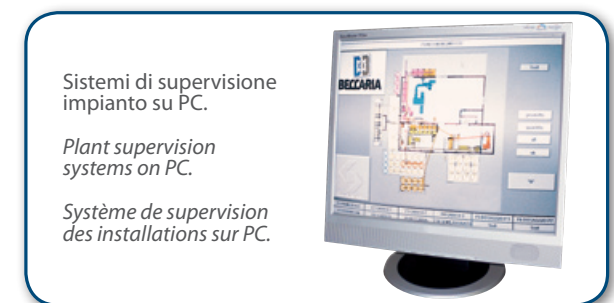 Sistemi di supervisione
impianto su PC.
Plant supervision
systems on PC.
Système de supervision
des installations sur PC.
BECCARIA